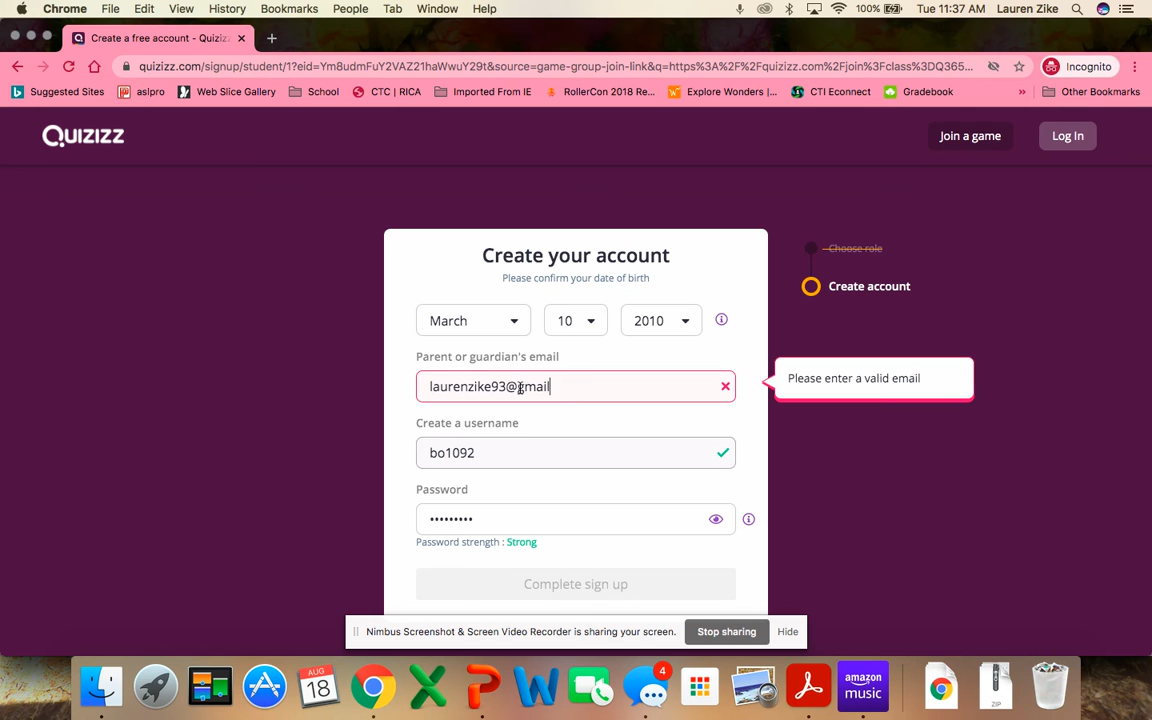 Chrome File Edit View History Bookmarks People Tab Window Help 100% Tue 11:37 AM Lauren Zike
Create a free account - Quiziz
quizizz.com/signup/student/1?eid=Ym8udmFuY2VAZ21haWwuY29t&source=game-group-join-link&q=https%3A%2F%2Fquizizz.com%2Fjoin%2Fclass%3DQ365... Incognito
Suggested Sites aslpro Web Slice Gallery School CTC | RICA Imported From IE RollerCon 2018 Re... Explore Wonders |... CTI Econnect Gradebook » Other Bookmarks
Quizizz Join a game Log In
Create your account
Please confirm your date of birth
Choose role
Create account
March 10 2010
Parent or guardian's email
laurenzike93@gmail
Please enter a valid email
Create a username
bo1092
Password
•••••••••
Password strength : Strong
Complete sign up
Nimbus Screenshot & Screen Video Recorder is sharing your screen. Stop sharing Hide
AUG
18
4
amazon
music
ZIP